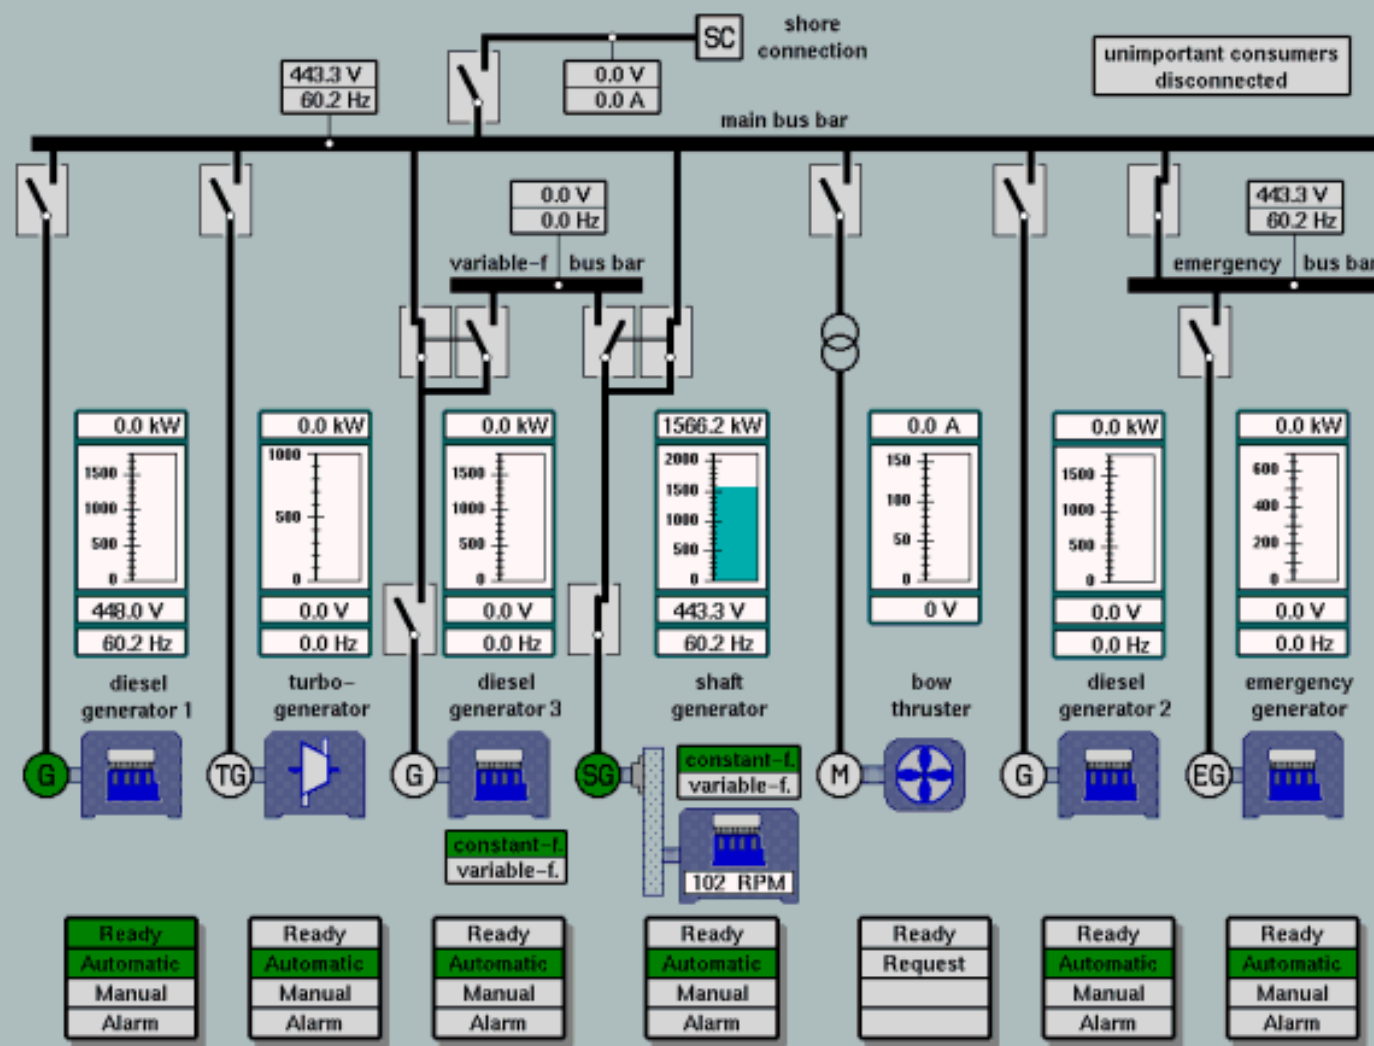 SC
shore
connection
unimportant consumers
disconnected
443.3 V
60.2 Hz
0.0 V
0.0 A
main bus bar
0.0 V
0.0 Hz
443.3 V
60.2 Hz
variable-f bus bar
emergency bus bar
0.0 kW
1500
1000
500
0
448.0 V
60.2 Hz
diesel
generator 1
G
0.0 kW
1000
500
0
0.0 V
0.0 Hz
turbo-
generator
TG
0.0 kW
1500
1000
500
0
0.0 V
0.0 Hz
diesel
generator 3
G
constant-f.
variable-f.
1566.2 kW
2000
1500
1000
500
0
443.3 V
60.2 Hz
shaft
generator
SG
constant-f.
variable-f.
102 RPM
0.0 A
150
100
50
0
0 V
bow
thruster
M
0.0 kW
1500
1000
500
0
0.0 V
0.0 Hz
diesel
generator 2
G
0.0 kW
600
400
200
0
0.0 V
0.0 Hz
emergency
generator
EG
Ready
Automatic
Manual
Alarm
Ready
Automatic
Manual
Alarm
Ready
Automatic
Manual
Alarm
Ready
Automatic
Manual
Alarm
Ready
Request
Ready
Automatic
Manual
Alarm
Ready
Automatic
Manual
Alarm